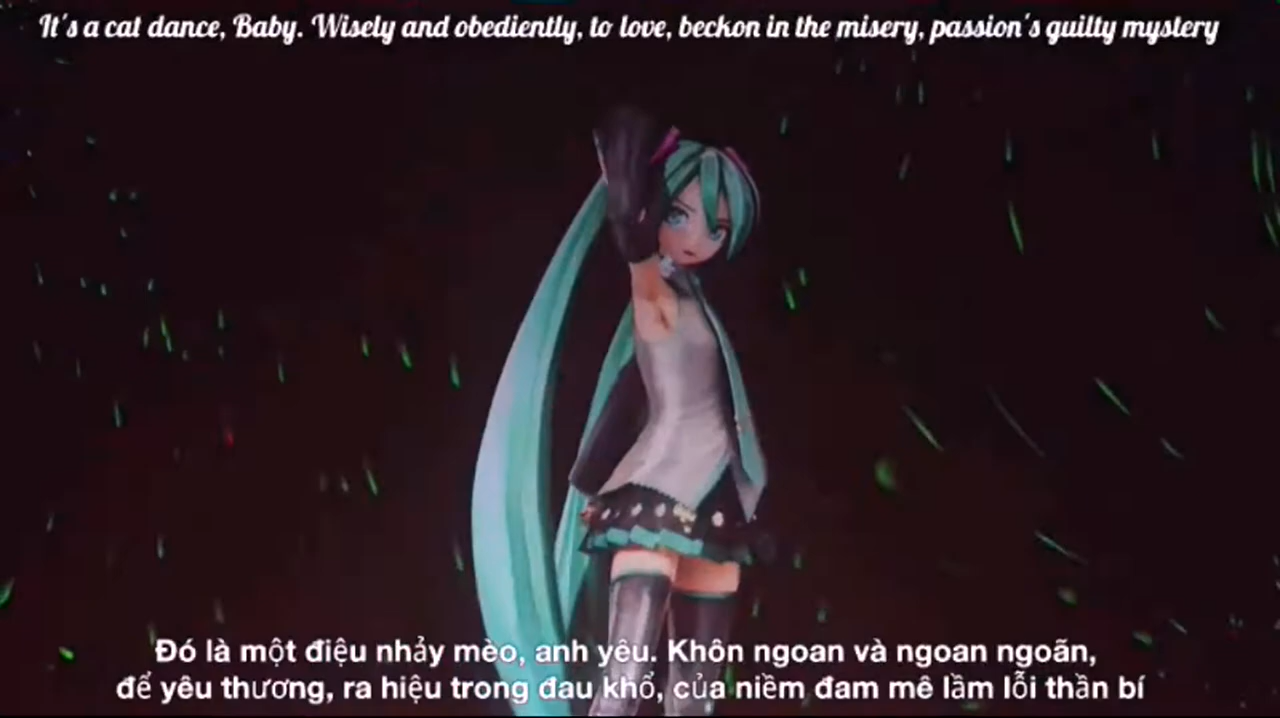 It's a cat dance, Baby. Wisely and obediently, to love, beckon in the misery, passion's guilty mystery
Đó là một điệu nhảy mèo, anh yêu. Khôn ngoan và ngoan ngoãn,
để yêu thương, ra hiệu trong đau khổ, của niềm đam mê lầm lỗi thần bí